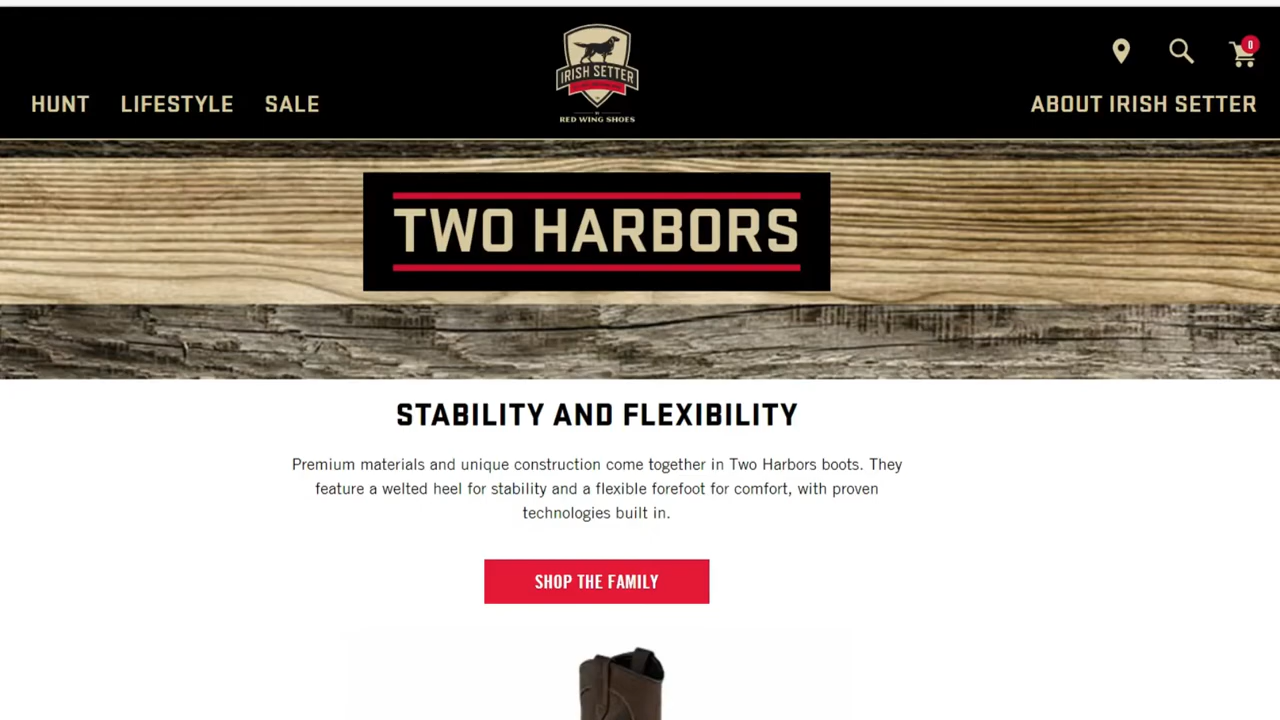 IRISH SETTER
RED WING SHOES
0
HUNT LIFESTYLE SALE
ABOUT IRISH SETTER
TWO HARBORS
STABILITY AND FLEXIBILITY
Premium materials and unique construction come together in Two Harbors boots. They
feature a welted heel for stability and a flexible forefoot for comfort, with proven
technologies built in.
SHOP THE FAMILY